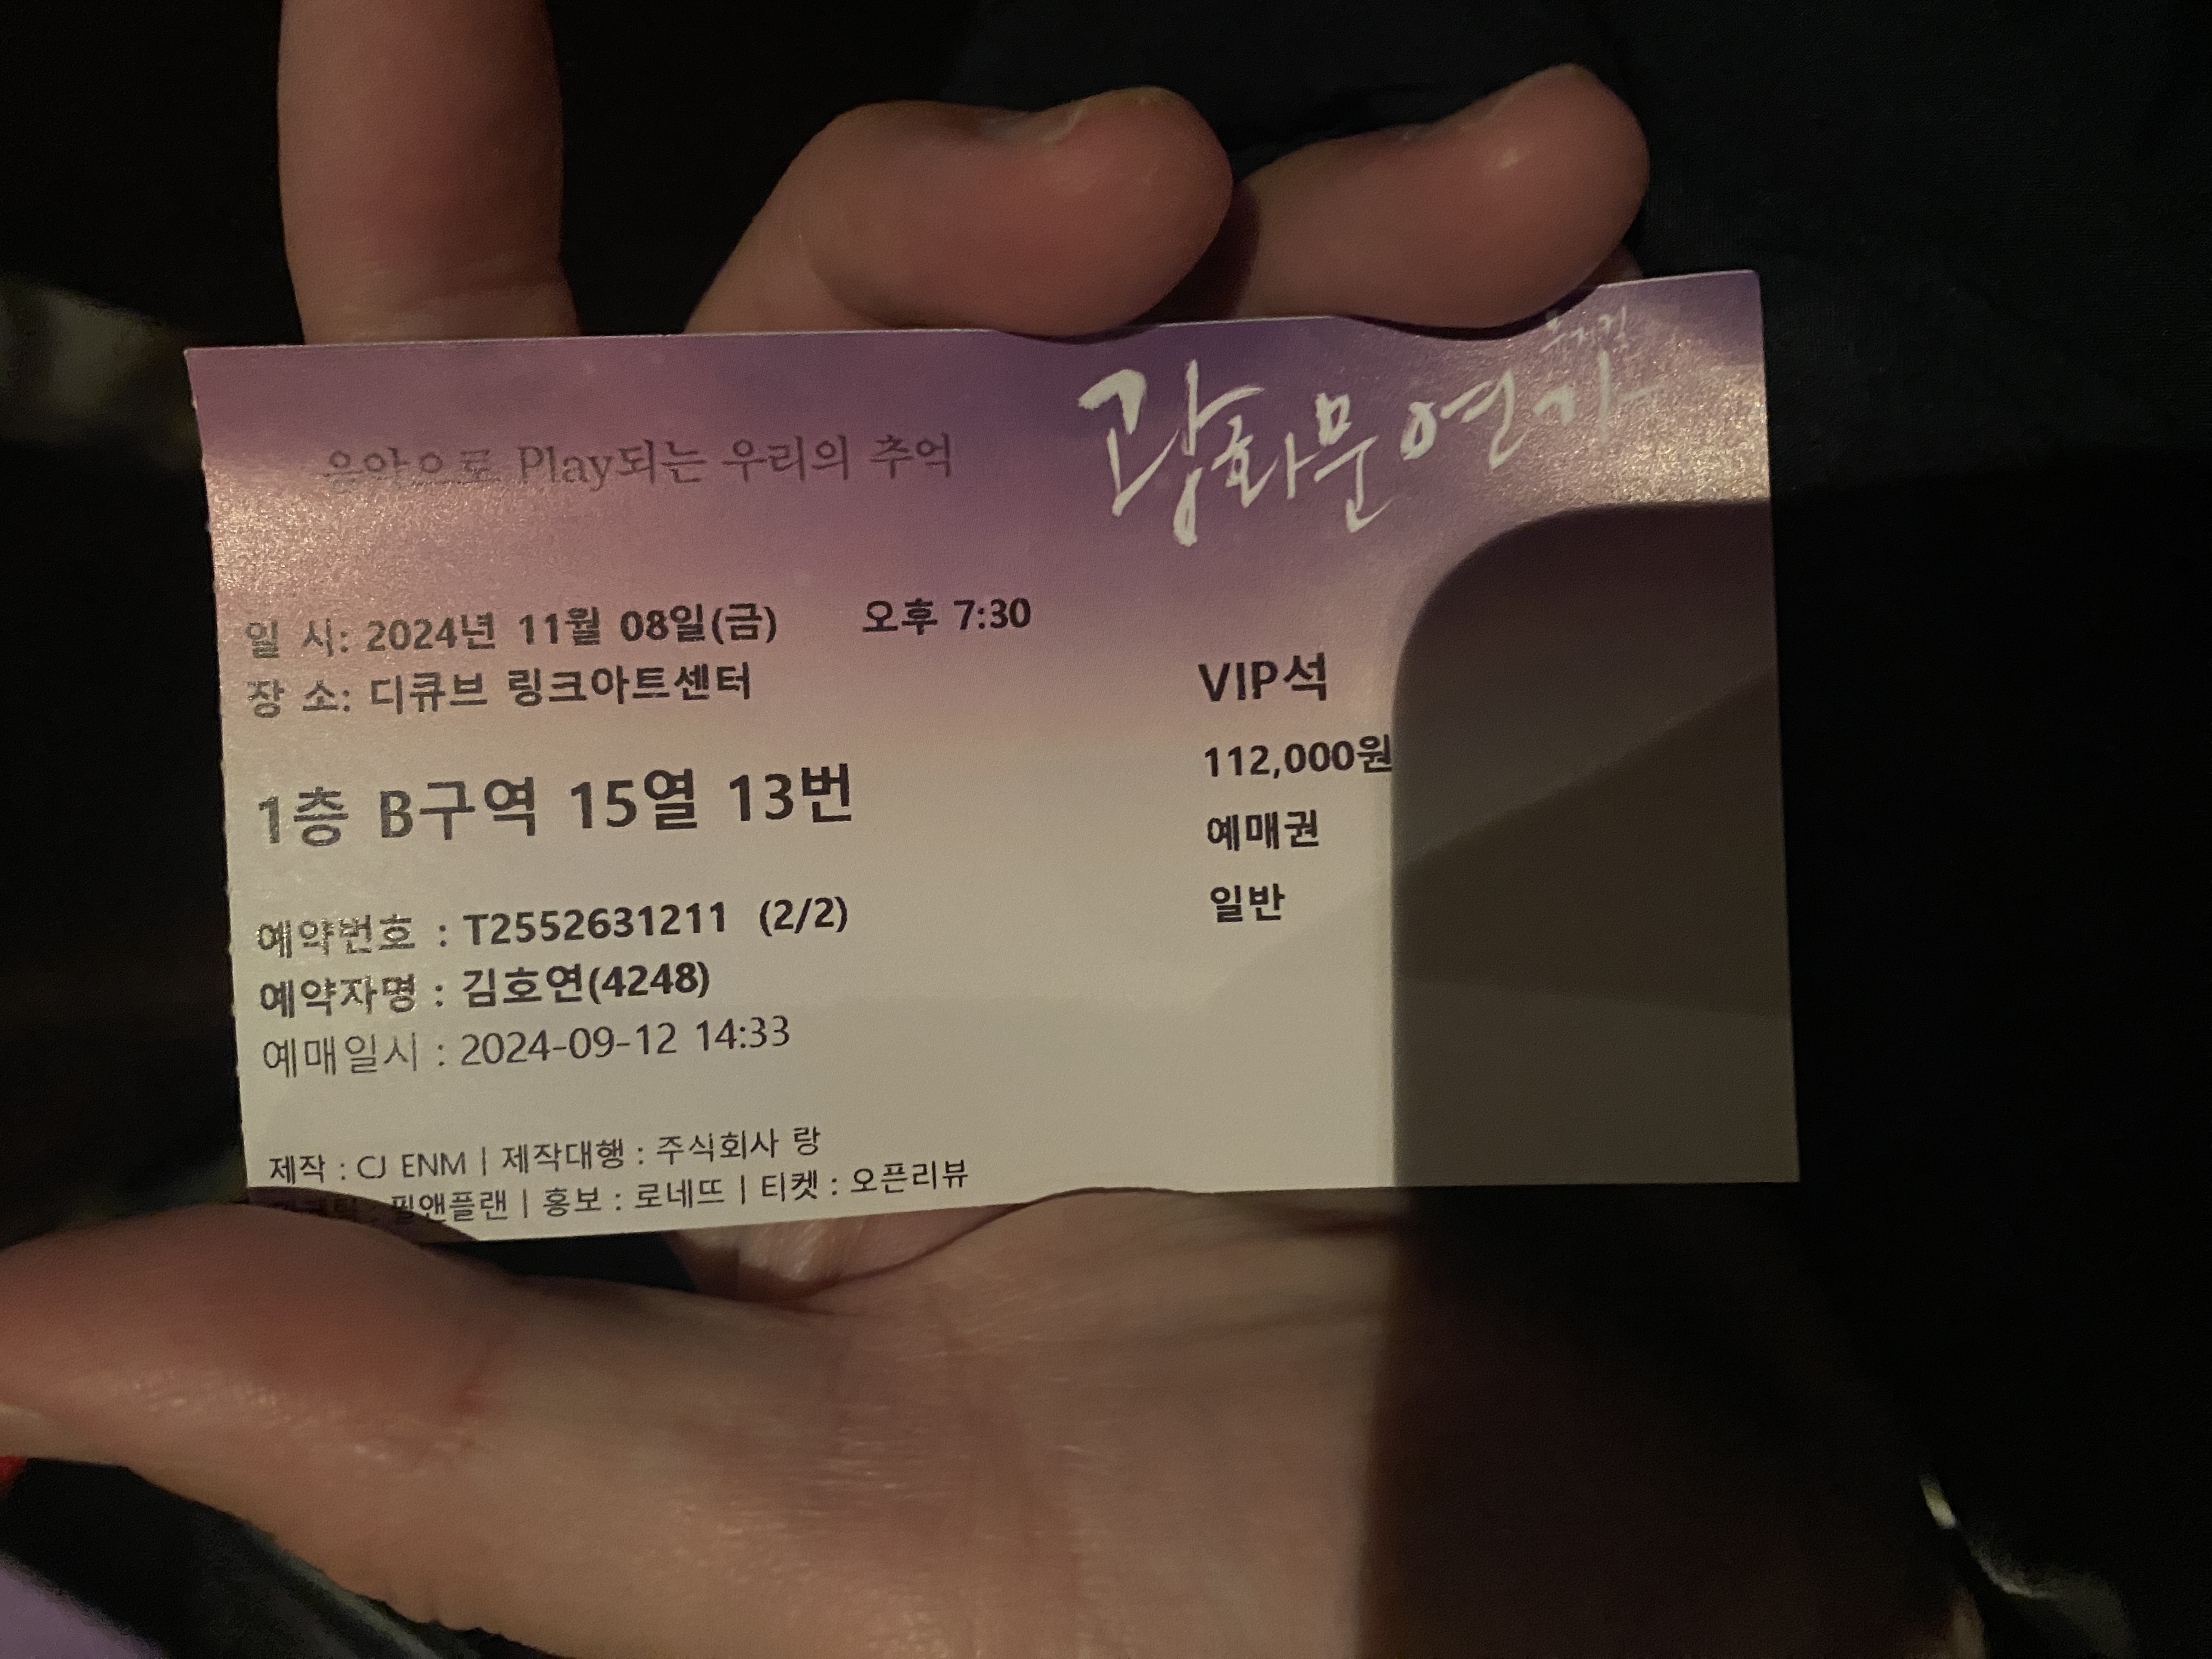 뮤지컬
광화문연가
음악으로 Play되는 우리의 추억
일 시: 2024년 11월 08일(금) 오후 7:30
장 소: 디큐브 링크아트센터
VIP석
112,000원
1층 B구역 15열 13번
예매권
일반
예약번호 : T2552631211 (2/2)
예약자명 : 김호연(4248)
예매일시 : 2024-09-12 14:33
제작 : CJ ENM | 제작대행 : 주식회사 랑
: 필앤플랜 | 홍보 : 로네뜨 | 티켓 : 오픈리뷰